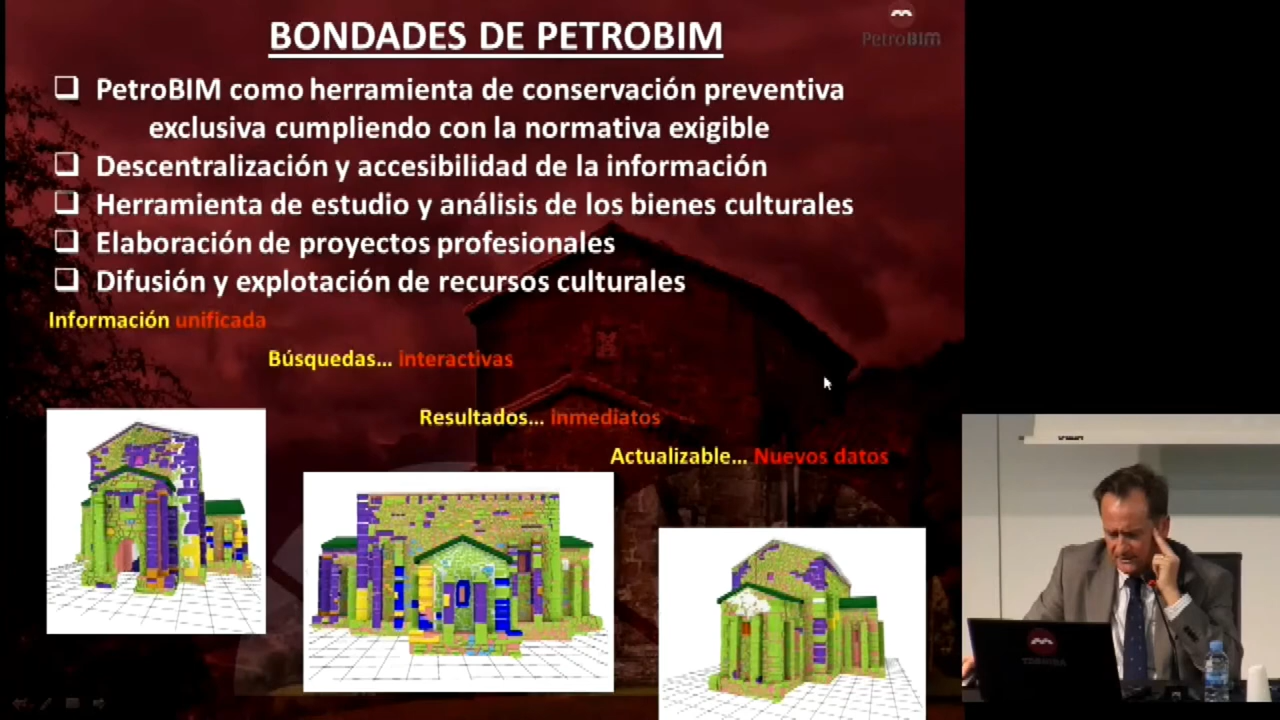 BONDADES DE PETROBIM
PetroBIM
PetroBIM como herramienta de conservación preventiva
exclusiva cumpliendo con la normativa exigible
Descentralización y accesibilidad de la información
Herramienta de estudio y análisis de los bienes culturales
Elaboración de proyectos profesionales
Difusión y explotación de recursos culturales
Información unificada
Búsquedas... interactivas
Resultados... inmediatos
Actualizable... Nuevos datos
TOSHIBA